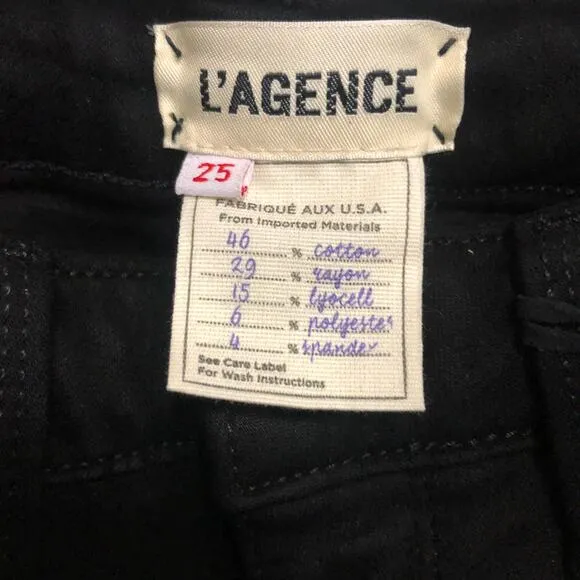 L'AGENCE
25
FABRIQUÉ AUX U.S.A.
From Imported Materials
46 % cotton
29 % rayon
15 % lyocell
6 % polyester
4 % spandex
See Care Label
For Wash Instructions